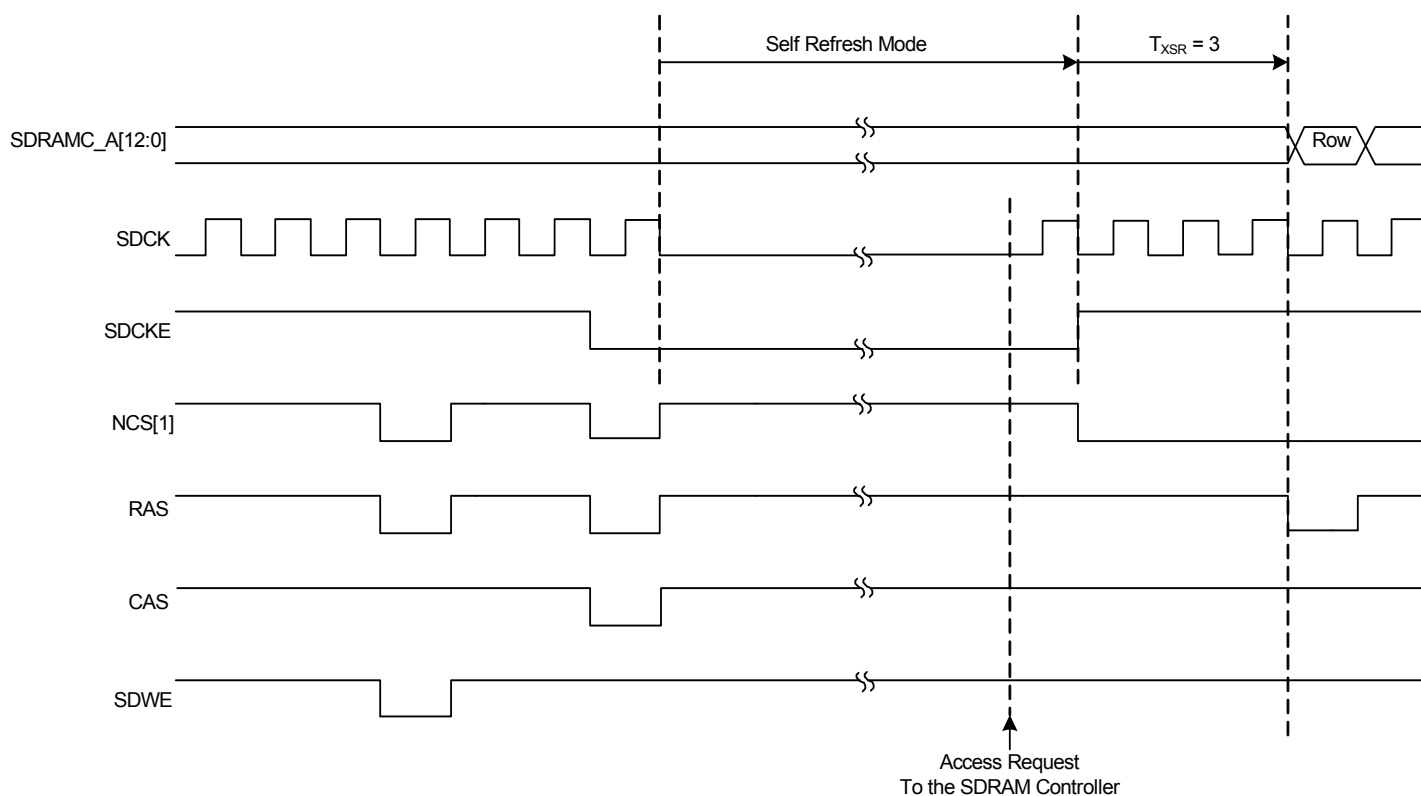 Self Refresh Mode
TXSR = 3
SDRAMC_A[12:0]
Row
SDCK
SDCKE
NCS[1]
RAS
CAS
SDWE
Access Request
To the SDRAM Controller